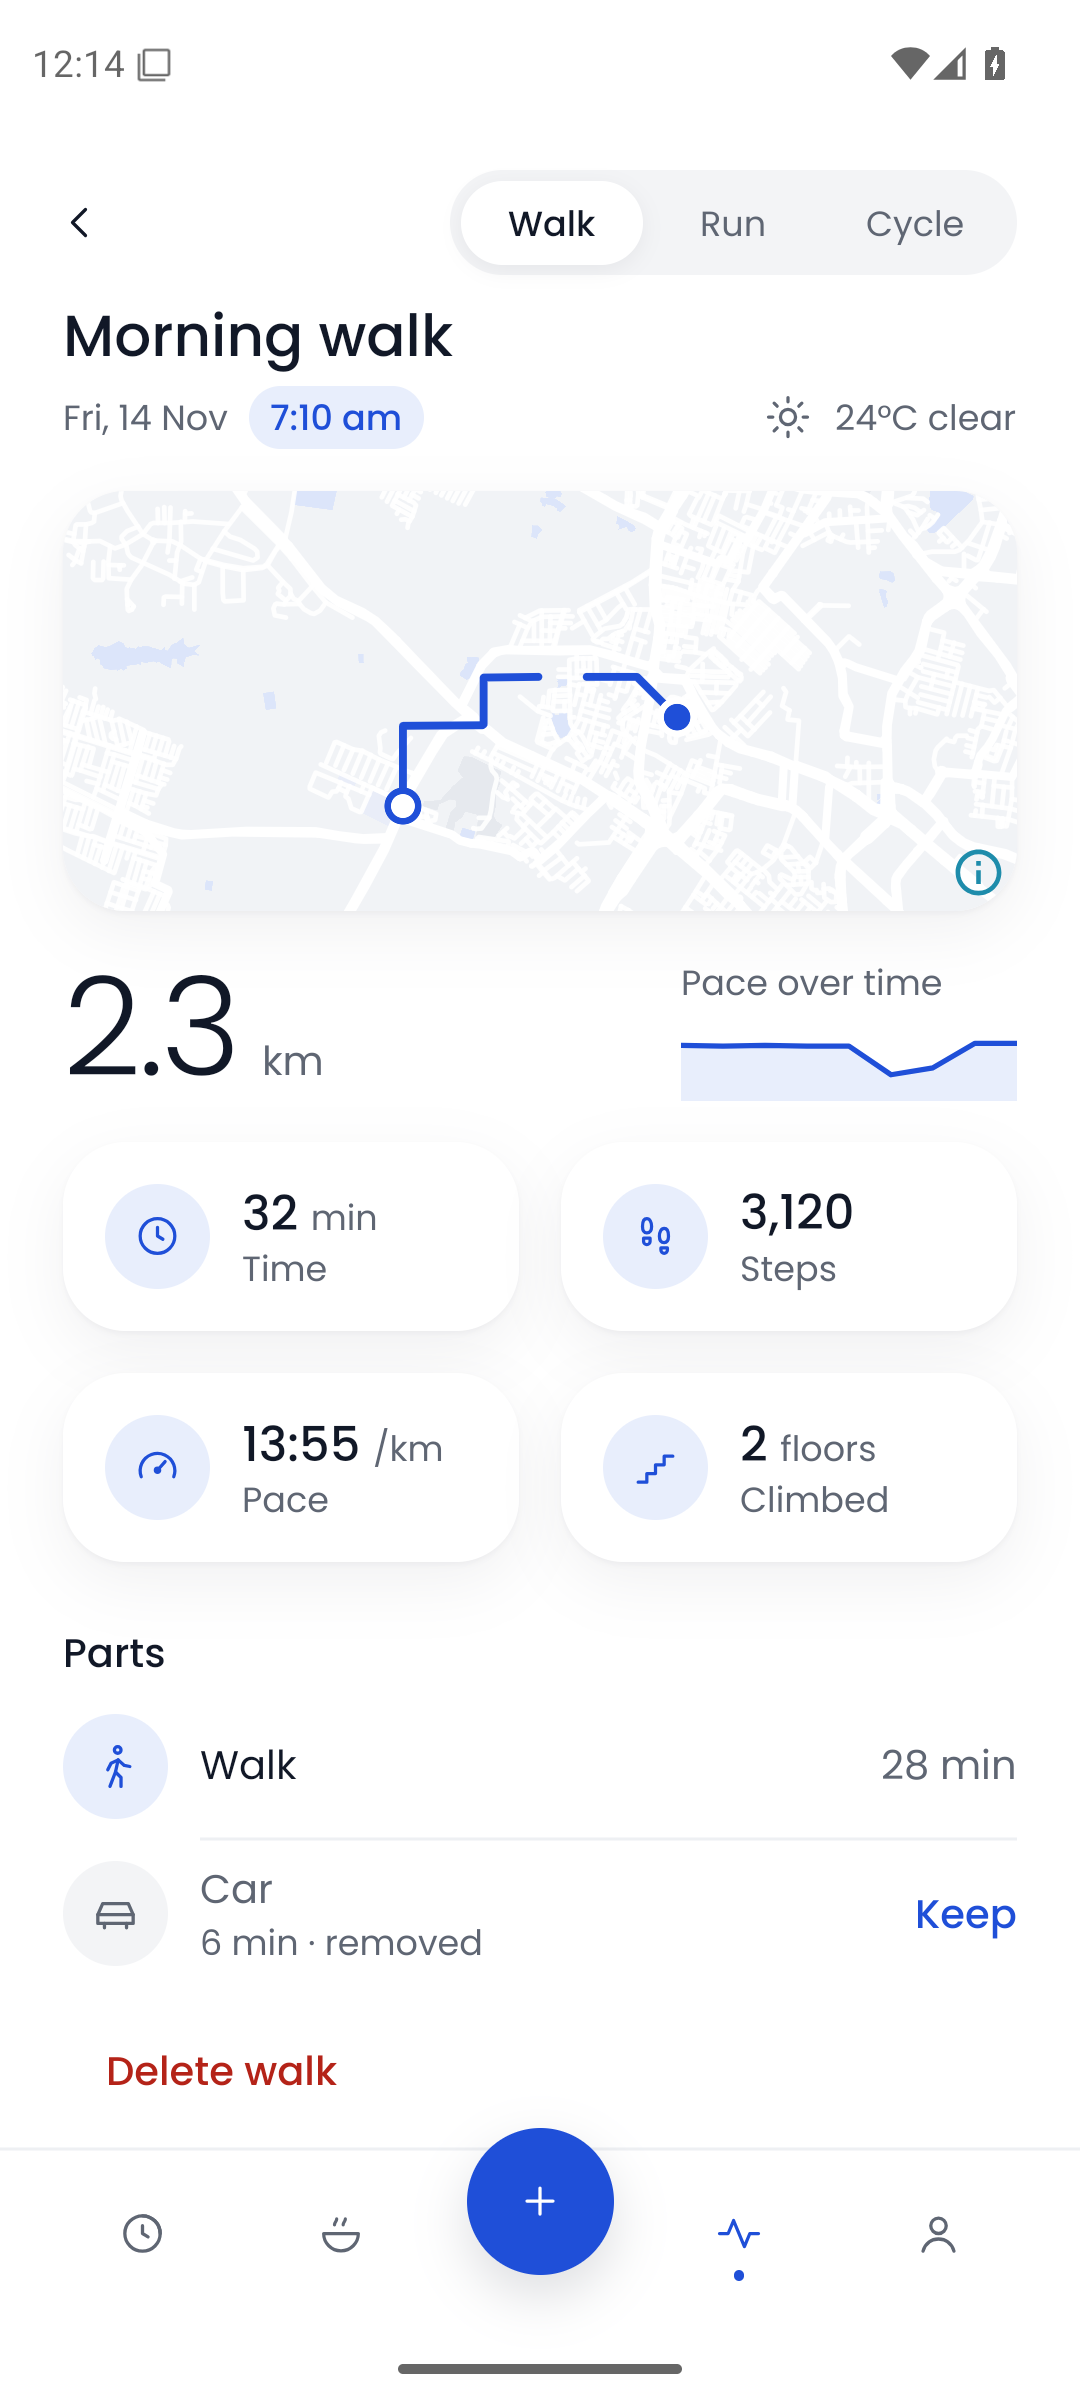 12:14
Walk Run Cycle
Morning walk
Fri, 14 Nov 7:10 am 24°C clear
2.3 km
Pace over time
32 min
Time
3,120
Steps
13:55 /km
Pace
2 floors
Climbed
Parts
Walk 28 min
Car
6 min · removed
Keep
Delete walk